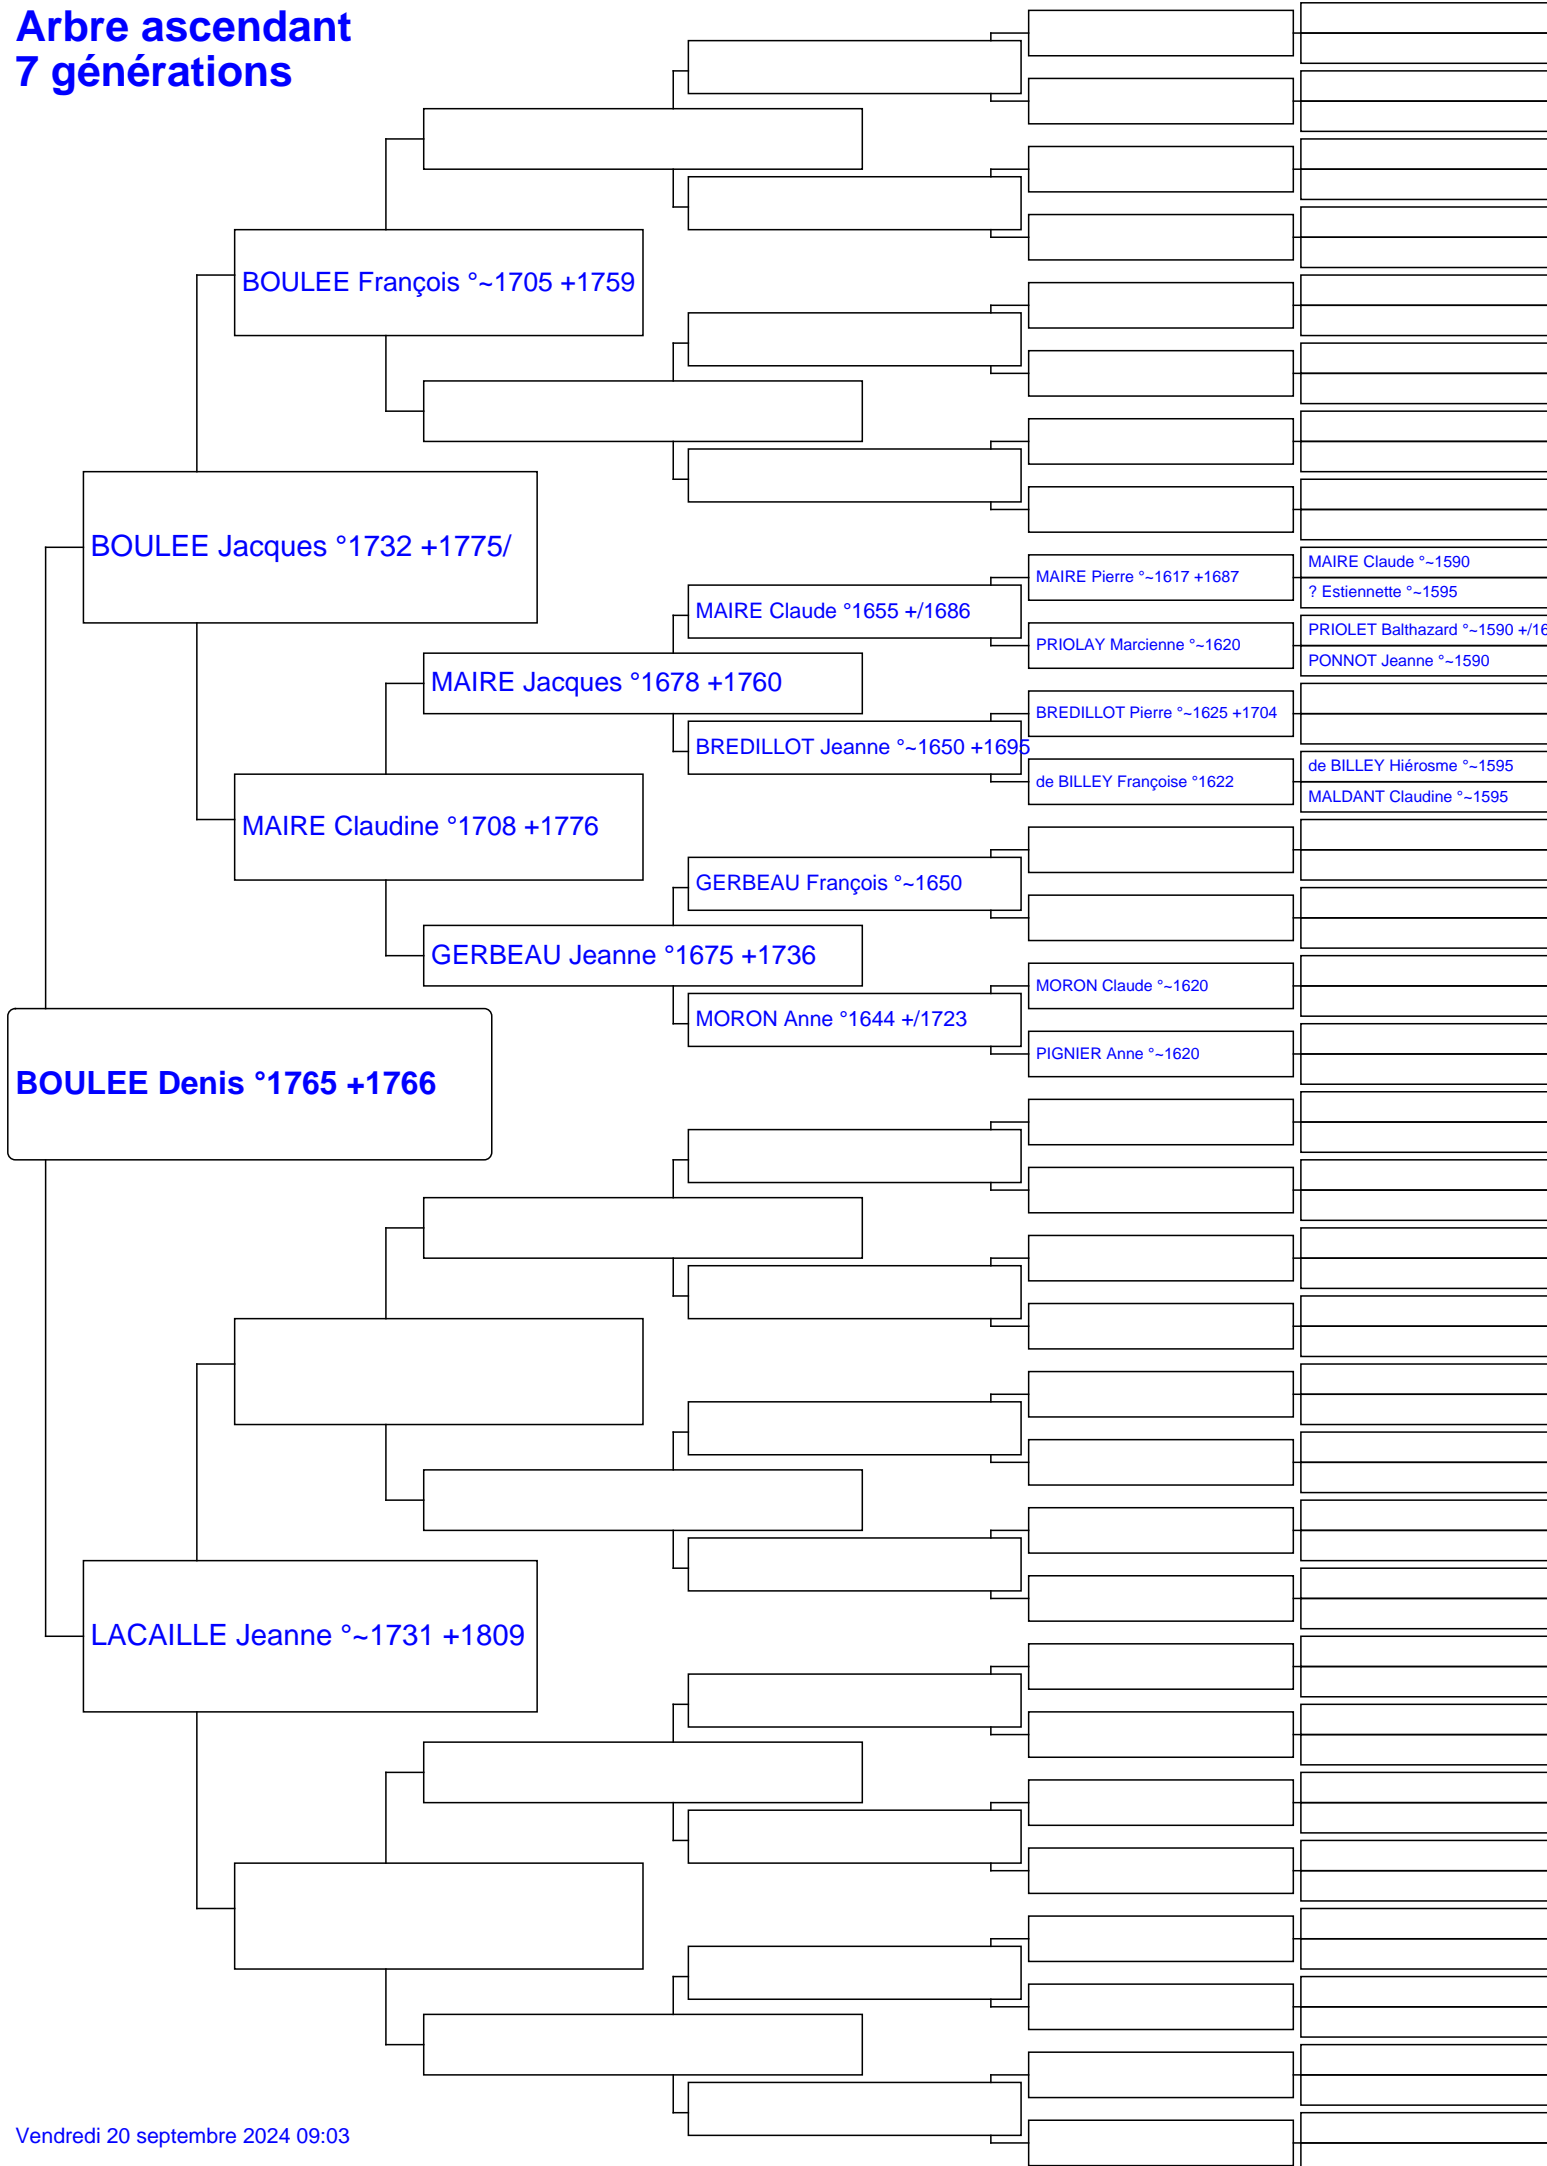 Arbre ascendant
7 générations
BOULEE François °~1705 +1759
BOULEE Jacques °1732 +1775/
MAIRE Claude °~1590
MAIRE Pierre °~1617 +1687
? Estiennette °~1595
MAIRE Claude °1655 +/1686
PRIOLET Balthazard °~1590 +/16
PRIOLAY Marcienne °~1620
PONNOT Jeanne °~1590
MAIRE Jacques °1678 +1760
BREDILLOT Pierre °~1625 +1704
BREDILLOT Jeanne °~1650 +1695
de BILLEY Hiérosme °~1595
de BILLEY Françoise °1622
MALDANT Claudine °~1595
MAIRE Claudine °1708 +1776
GERBEAU François °~1650
GERBEAU Jeanne °1675 +1736
MORON Claude °~1620
MORON Anne °1644 +/1723
PIGNIER Anne °~1620
BOULEE Denis °1765 +1766
LACAILLE Jeanne °~1731 +1809
Vendredi 20 septembre 2024 09:03